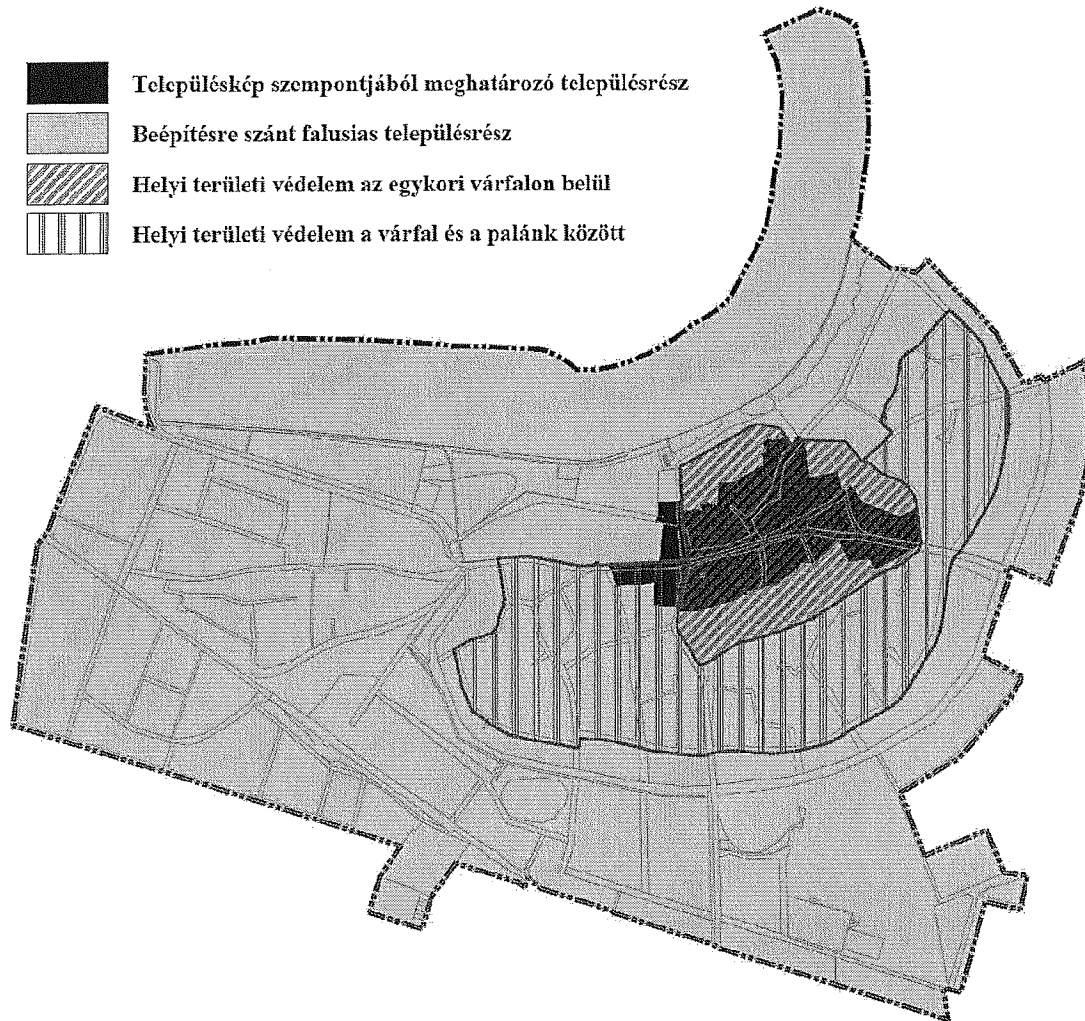 Településkép szempontjából meghatározó településrész
Beépítésre szánt falusias településrész
Helyi területi védelem az egykori várfalon belül
Helyi területi védelem a várfal és a palánk között